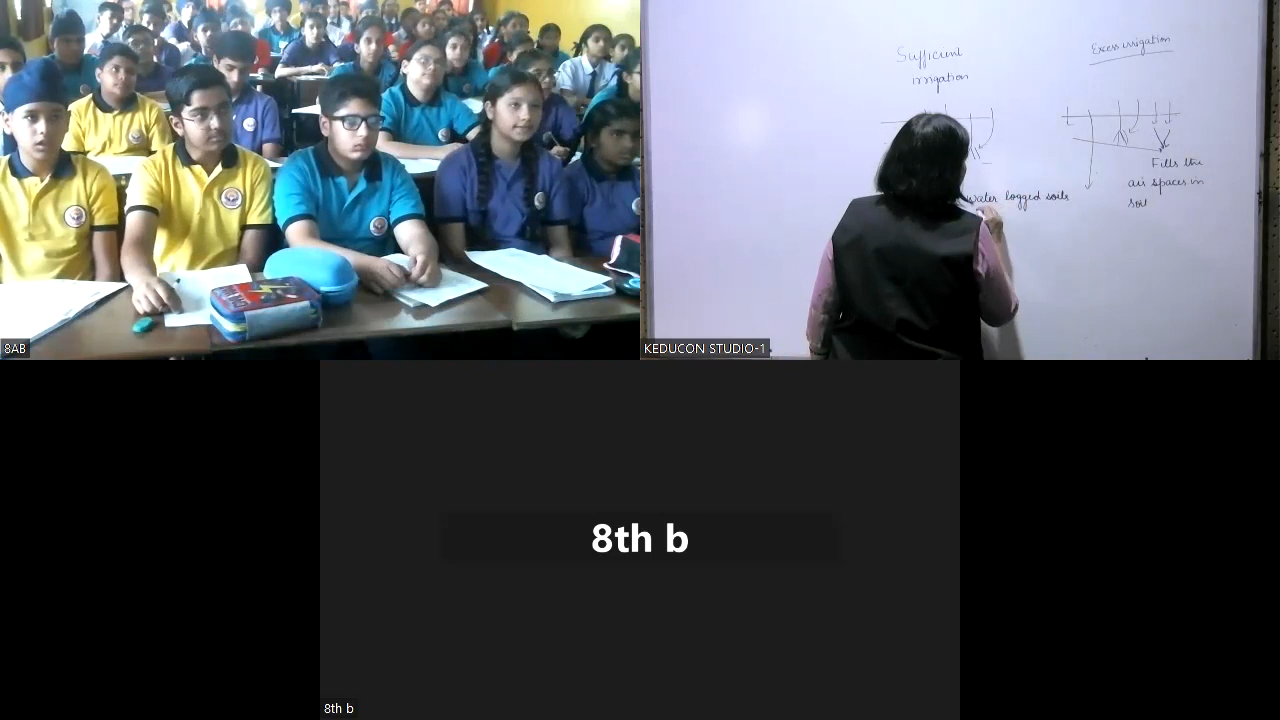 Sufficient
irrigation
Excess irrigation
Fills the
air spaces in
soil
water logged soils
8AB
KEDUCON STUDIO-1
8th b
8th b